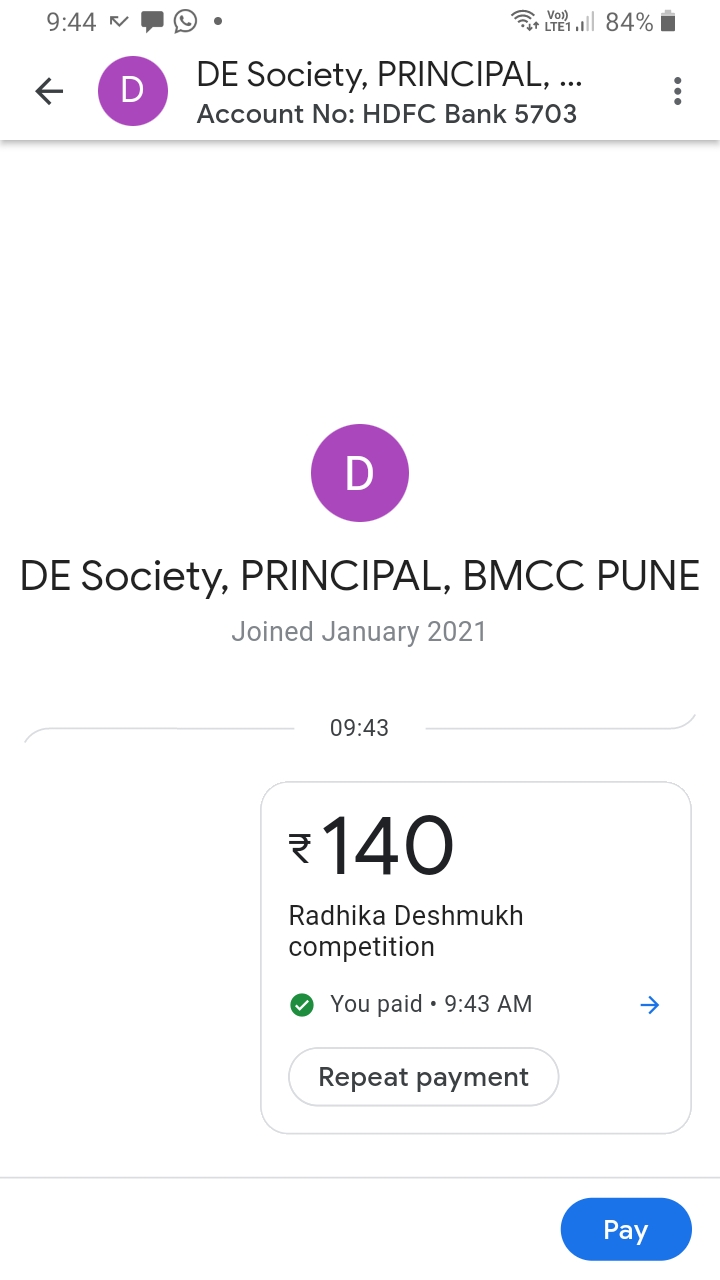 9:44
Vo)) LTE1 84%
D
DE Society, PRINCIPAL, ...
Account No: HDFC Bank 5703
D
DE Society, PRINCIPAL, BMCC PUNE
Joined January 2021
09:43
₹140
Radhika Deshmukh
competition
You paid • 9:43 AM
Repeat payment
Pay